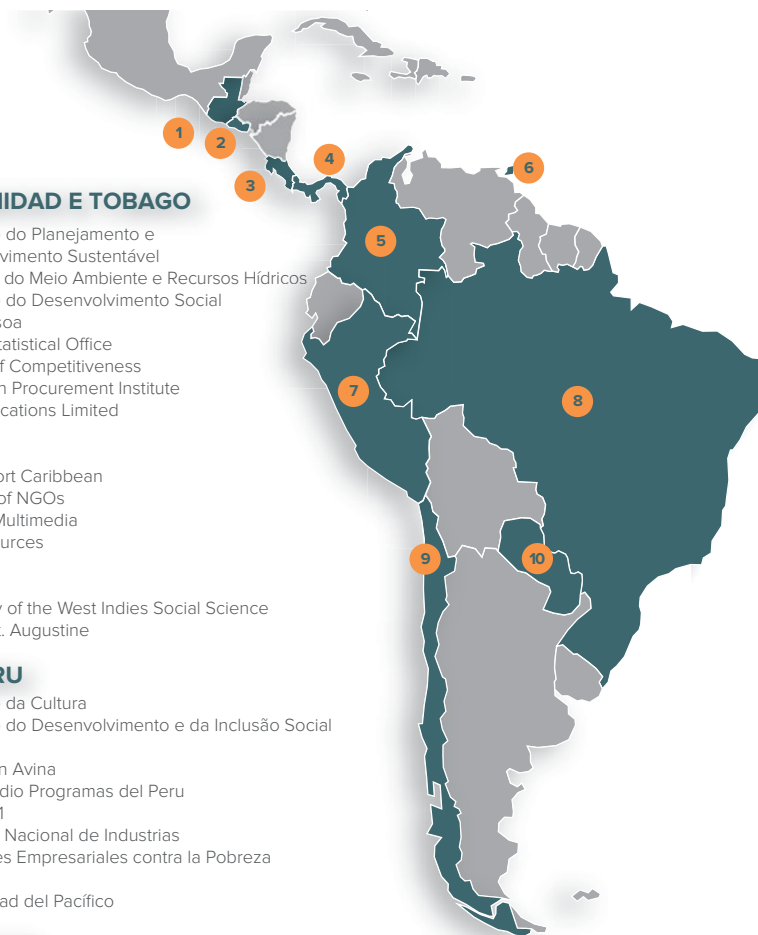 1
2
3
4
5
6
7
8
9
10
NIDAD E TOBAGO
do Planejamento e
vimento Sustentável
do Meio Ambiente e Recursos Hídricos
do Desenvolvimento Social
soa
tatistical Office
f Competitiveness
n Procurement Institute
cations Limited
ort Caribbean
of NGOs
Multimedia
urces
y of the West Indies Social Science
. Augustine
RU
da Cultura
do Desenvolvimento e da Inclusão Social
n Avina
dio Programas del Peru
1
Nacional de Industrias
es Empresariales contra la Pobreza
ad del Pacífico